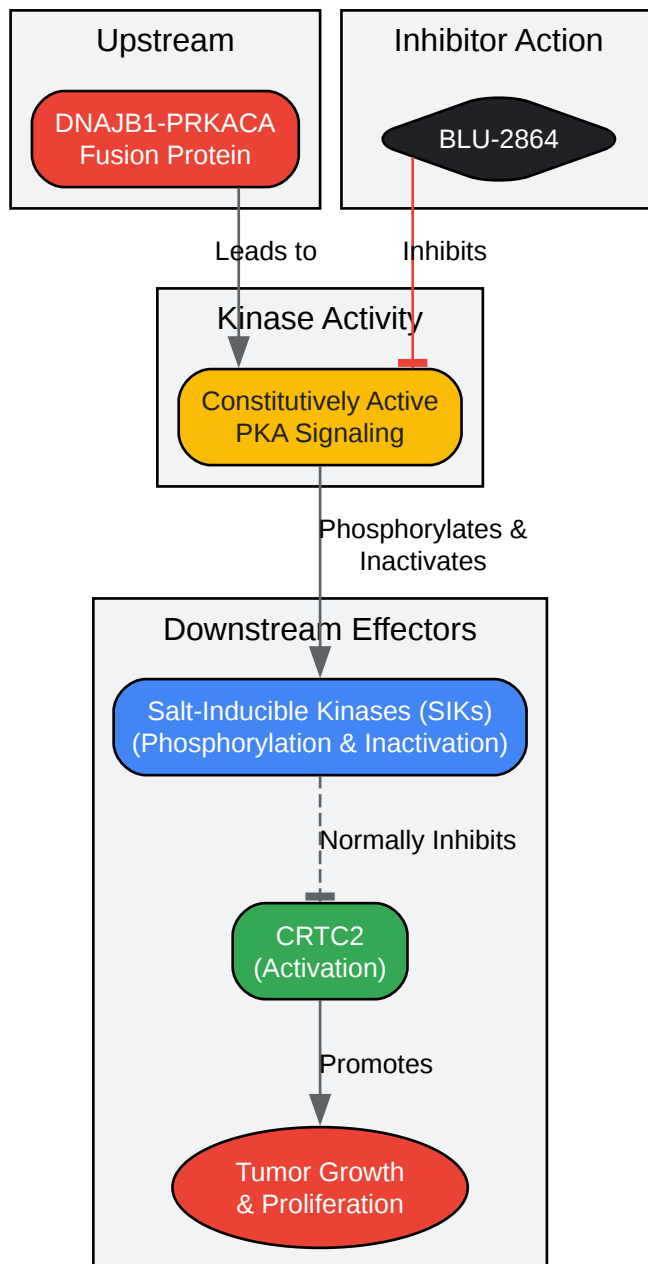 Upstream
Inhibitor Action
DNAJB1-PRKACA
Fusion Protein
BLU-2864
Leads to
Inhibits
Kinase Activity
Constitutively Active
PKA Signaling
Phosphorylates &
Inactivates
Downstream Effectors
Salt-Inducible Kinases (SIKs)
(Phosphorylation & Inactivation)
Normally Inhibits
CRTC2
(Activation)
Promotes
Tumor Growth
& Proliferation